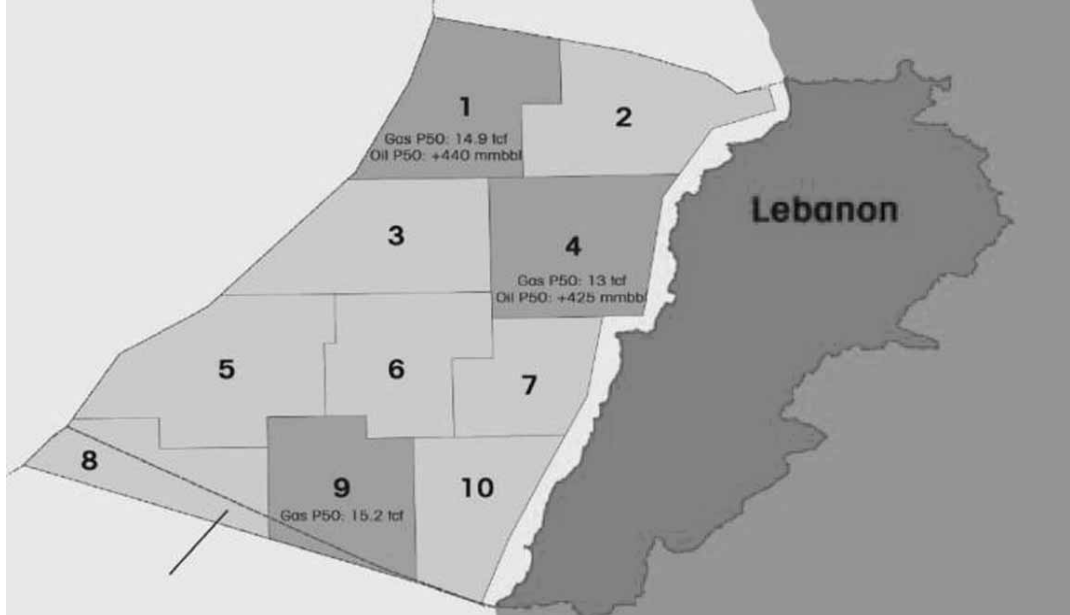 1
Gas P50: 14.9 tcf
Oil P50: +440 mmbbl
2
Lebanon
3
4
Gas P50: 13 tcf
Oil P50: +425 mmbbl
5
6
7
8
9
Gas P50: 15.2 tcf
10